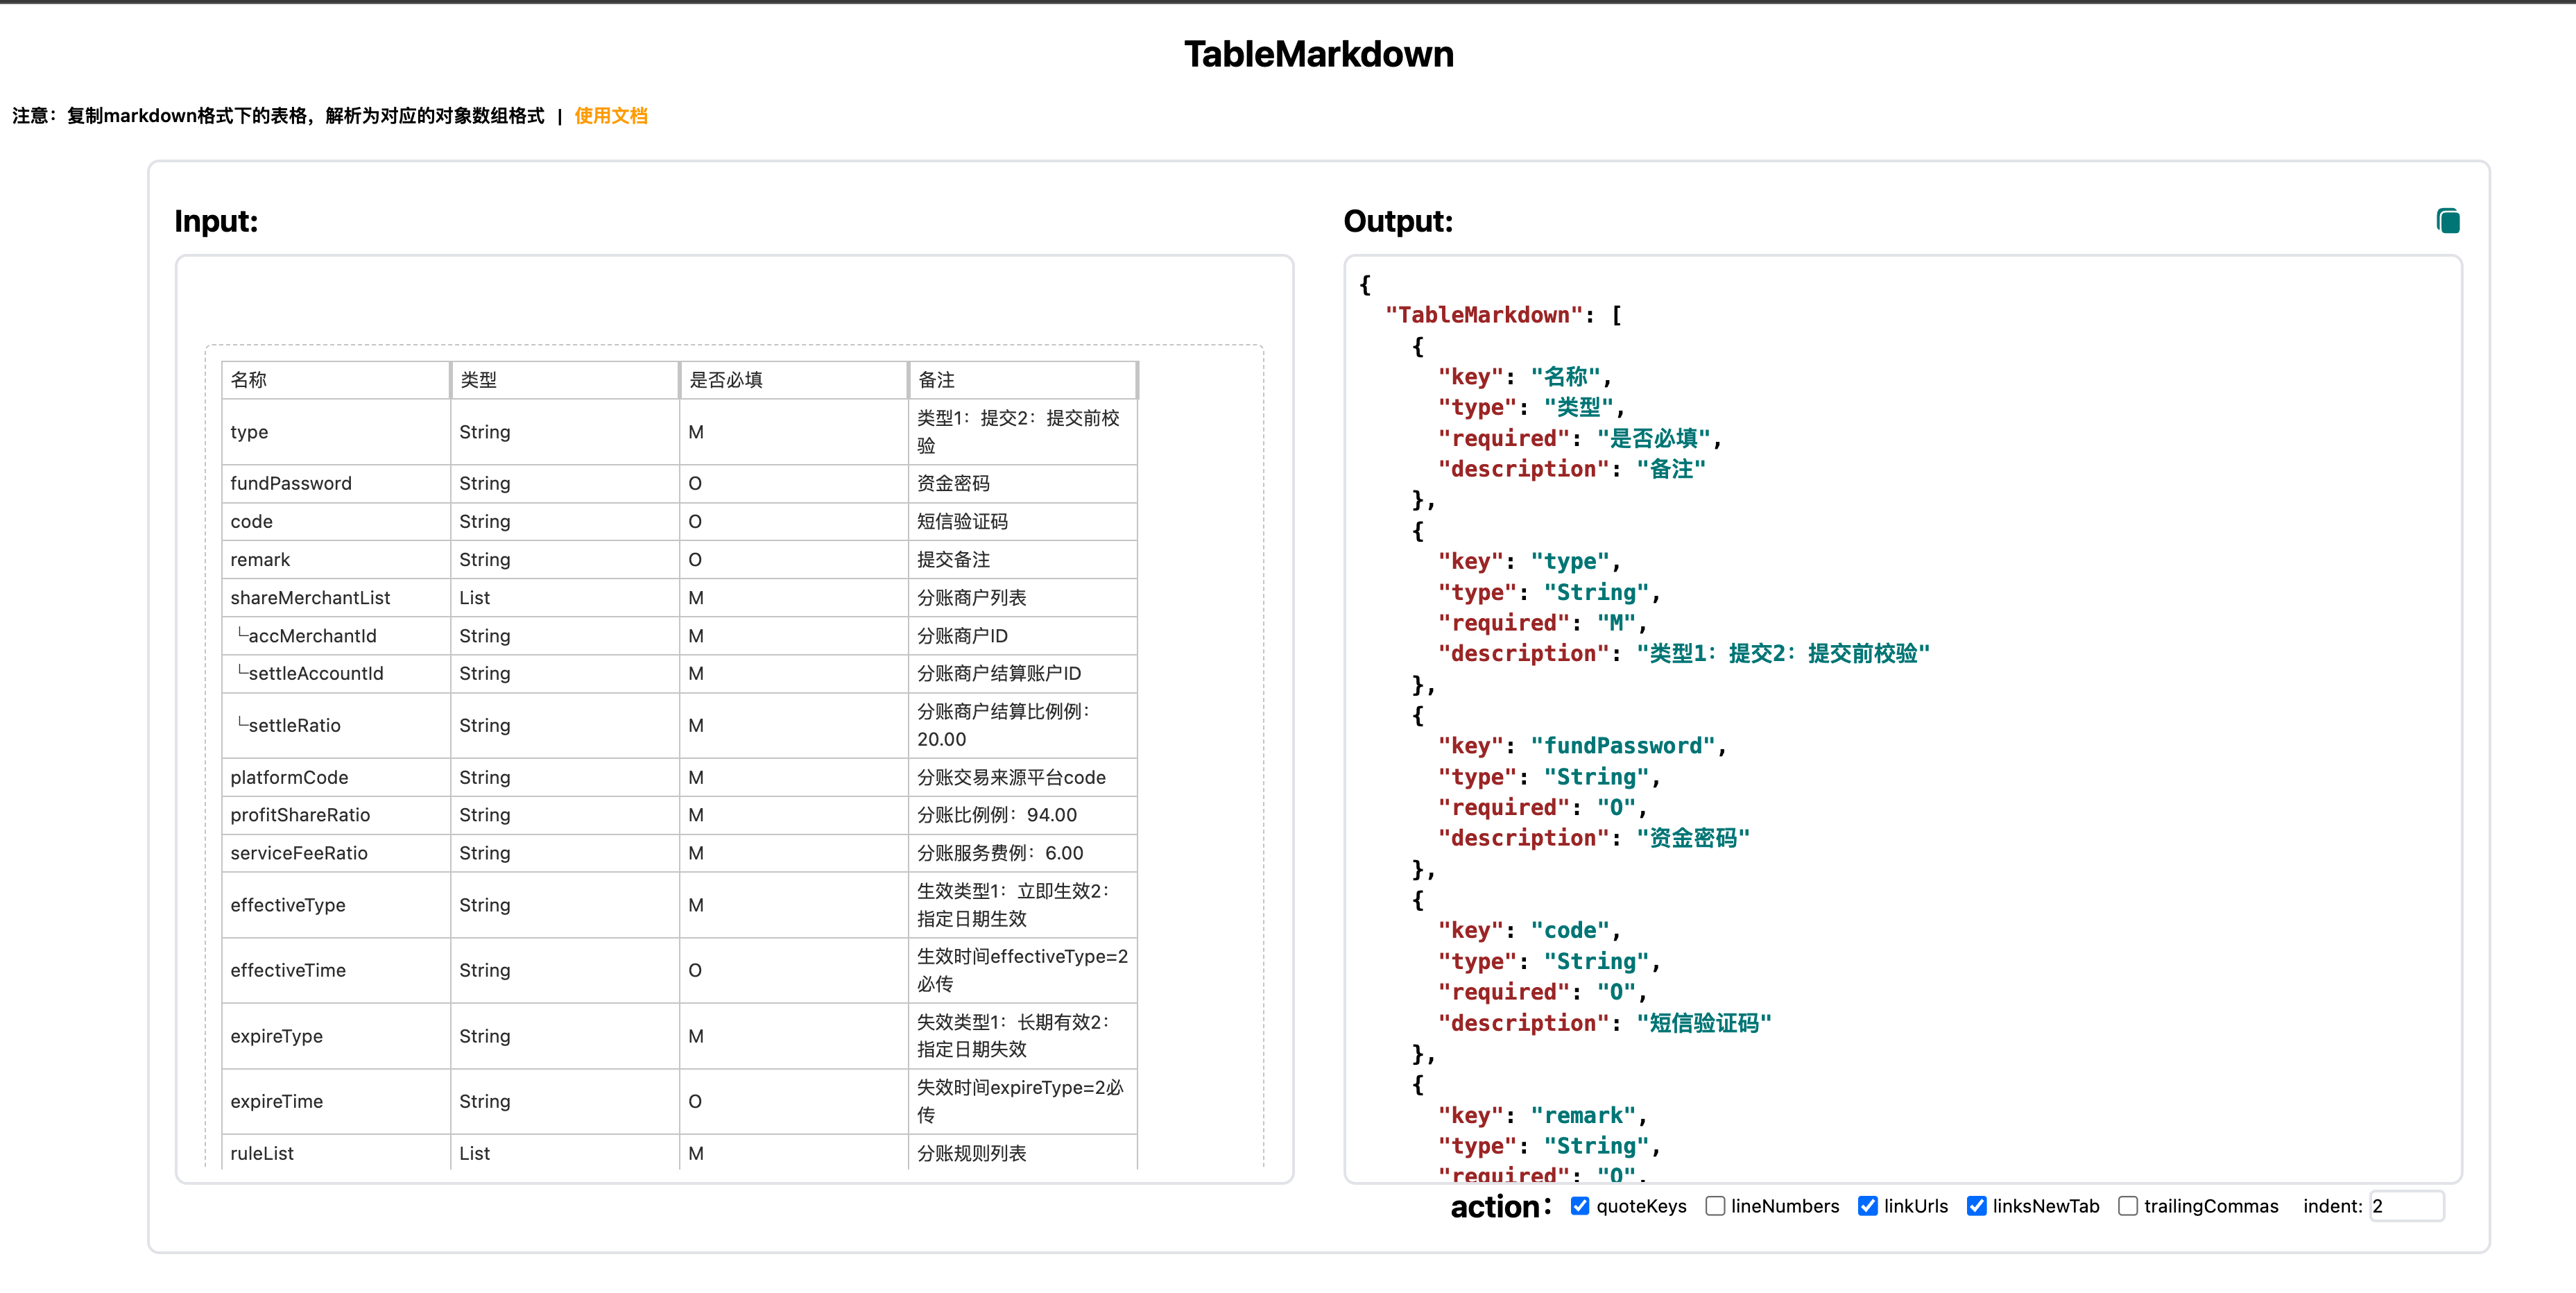 TableMarkdown
注意：复制markdown格式下的表格，解析为对应的对象数组格式 | 使用文档
Input:
名称 类型 是否必填 备注
type String M 类型1：提交2：提交前校
验
fundPassword String O 资金密码
code String O 短信验证码
remark String O 提交备注
shareMerchantList List M 分账商户列表
└accMerchantId String M 分账商户ID
└settleAccountId String M 分账商户结算账户ID
└settleRatio String M 分账商户结算比例例：
20.00
platformCode String M 分账交易来源平台code
profitShareRatio String M 分账比例例：94.00
serviceFeeRatio String M 分账服务费例：6.00
effectiveType String M 生效类型1：立即生效2：
指定日期生效
effectiveTime String O 生效时间effectiveType=2
必传
expireType String M 失效类型1：长期有效2：
指定日期失效
expireTime String O 失效时间expireType=2必
传
ruleList List M 分账规则列表
Output:
{
"TableMarkdown": [
{
"key": "名称",
"type": "类型",
"required": "是否必填",
"description": "备注"
},
{
"key": "type",
"type": "String",
"required": "M",
"description": "类型1：提交2：提交前校验"
},
{
"key": "fundPassword",
"type": "String",
"required": "O",
"description": "资金密码"
},
{
"key": "code",
"type": "String",
"required": "O",
"description": "短信验证码"
},
{
"key": "remark",
"type": "String",
"required": "O",
action： quoteKeys lineNumbers linkUrls linksNewTab trailingCommas indent: 2